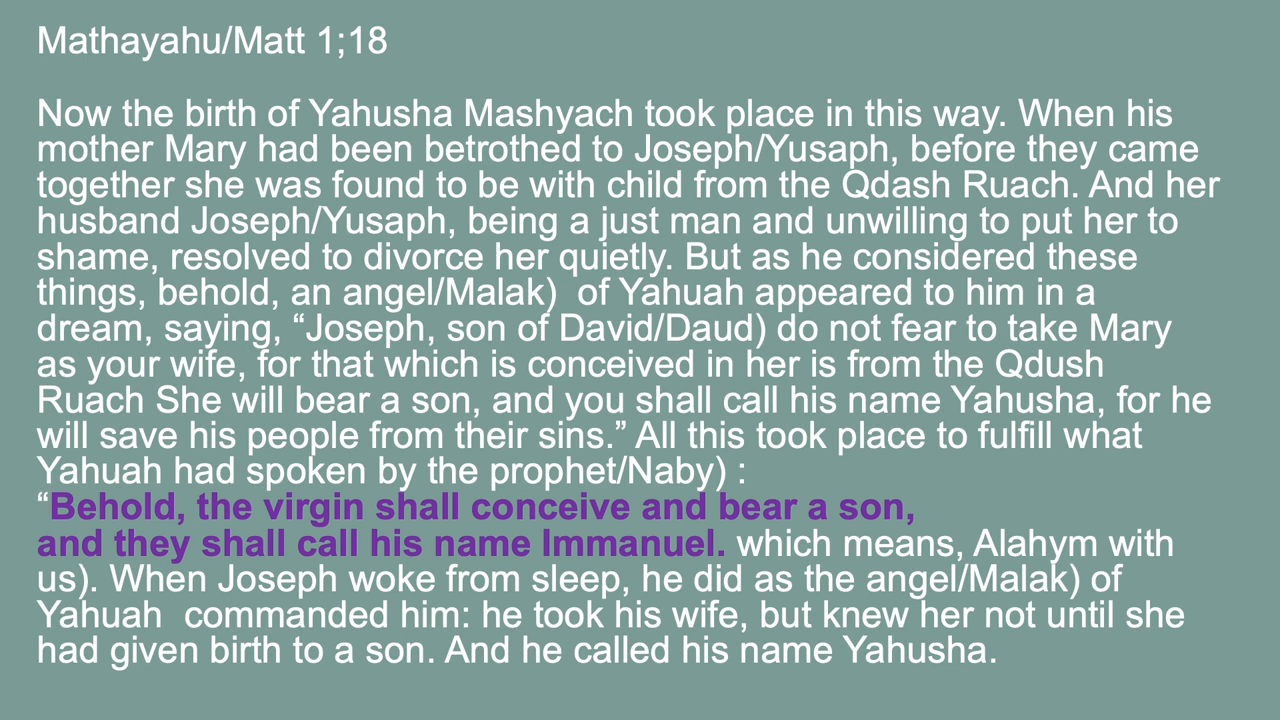 Mathayahu/Matt 1;18
Now the birth of Yahusha Mashyach took place in this way. When his
mother Mary had been betrothed to Joseph/Yusaph, before they came
together she was found to be with child from the Qdash Ruach. And her
husband Joseph/Yusaph, being a just man and unwilling to put her to
shame, resolved to divorce her quietly. But as he considered these
things, behold, an angel/Malak)  of Yahuah appeared to him in a
dream, saying, “Joseph, son of David/Daud) do not fear to take Mary
as your wife, for that which is conceived in her is from the Qdush
Ruach She will bear a son, and you shall call his name Yahusha, for he
will save his people from their sins.” All this took place to fulfill what
Yahuah had spoken by the prophet/Naby) :
“Behold, the virgin shall conceive and bear a son,
and they shall call his name Immanuel. which means, Alahym with
us). When Joseph woke from sleep, he did as the angel/Malak) of
Yahuah  commanded him: he took his wife, but knew her not until she
had given birth to a son. And he called his name Yahusha.